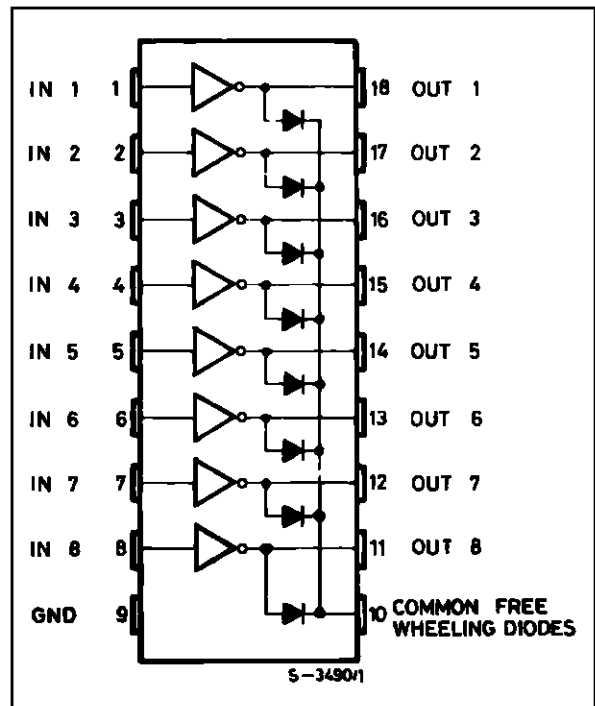 IN 1 1 18 OUT 1
IN 2 2 17 OUT 2
IN 3 3 16 OUT 3
IN 4 4 15 OUT 4
IN 5 5 14 OUT 5
IN 6 6 13 OUT 6
IN 7 7 12 OUT 7
IN 8 8 11 OUT 8
GND 9 10 COMMON FREE
WHEELING DIODES
S-3490/1